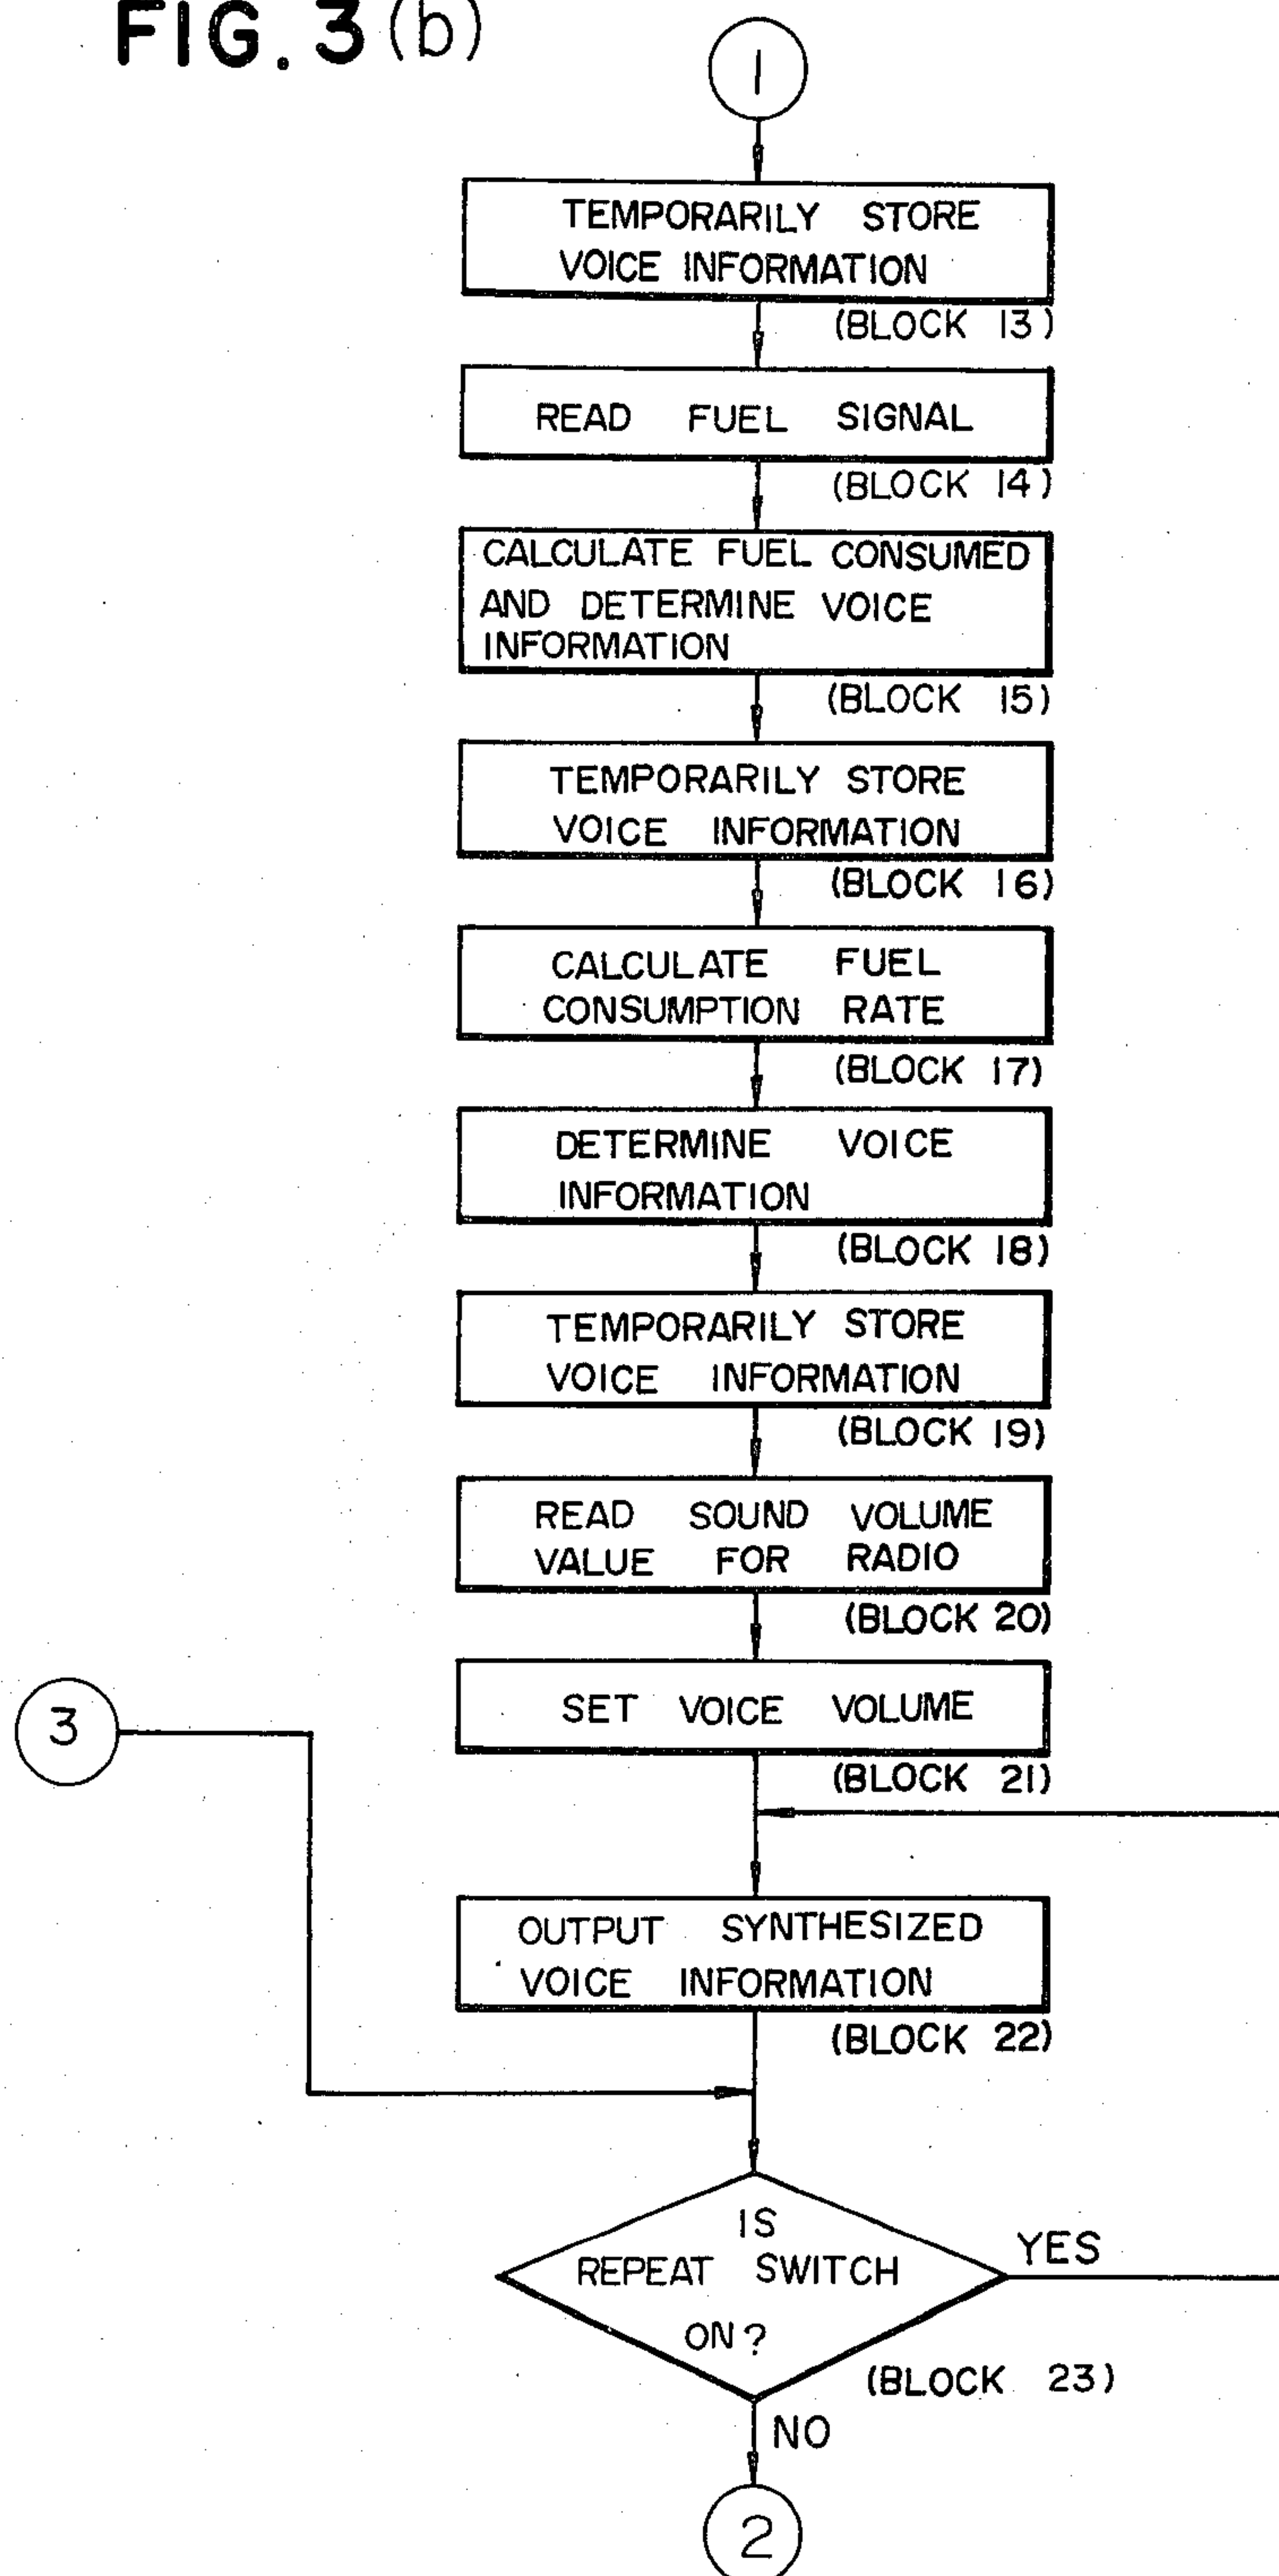 FIG. 3 (b)
1
TEMPORARILY STORE
VOICE INFORMATION
(BLOCK 13)
READ FUEL SIGNAL
(BLOCK 14)
CALCULATE FUEL CONSUMED
AND DETERMINE VOICE
INFORMATION
(BLOCK 15)
TEMPORARILY STORE
VOICE INFORMATION
(BLOCK 16)
CALCULATE FUEL
CONSUMPTION RATE
(BLOCK 17)
DETERMINE VOICE
INFORMATION
(BLOCK 18)
TEMPORARILY STORE
VOICE INFORMATION
(BLOCK 19)
READ SOUND VOLUME
VALUE FOR RADIO
(BLOCK 20)
SET VOICE VOLUME
(BLOCK 21)
3
OUTPUT SYNTHESIZED
VOICE INFORMATION
(BLOCK 22)
IS
REPEAT SWITCH
ON?
YES
(BLOCK 23)
NO
2